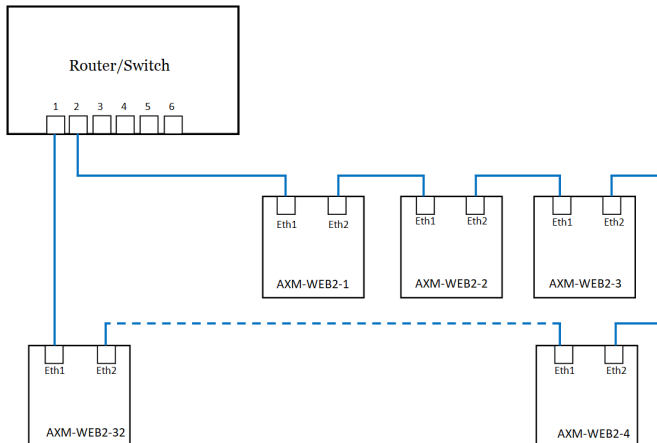 Router/Switch
1 2 3 4 5 6
Eth1 Eth2 Eth1 Eth2 Eth1 Eth2
AXM-WEB2-1 AXM-WEB2-2 AXM-WEB2-3
Eth1 Eth2 Eth1 Eth2
AXM-WEB2-32 AXM-WEB2-4